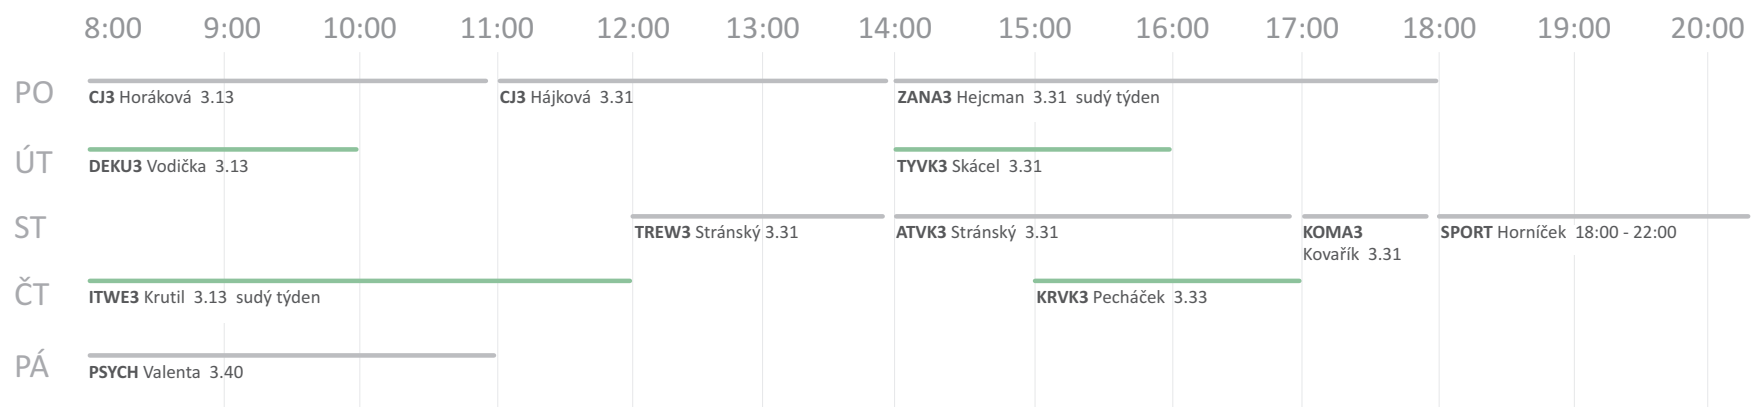 8:00 9:00 10:00 11:00 12:00 13:00 14:00 15:00 16:00 17:00 18:00 19:00 20:00
PO
CJ3 Horáková 3.13
CJ3 Hájková 3.31
ZANA3 Hejcman 3.31 sudý týden
ÚT
DEKU3 Vodička 3.13
TYVK3 Skácel 3.31
ST
TREW3 Stránský 3.31
ATVK3 Stránský 3.31
KOMA3
Kovařík 3.31
SPORT Horníček 18:00 - 22:00
ČT
ITWE3 Krutil 3.13 sudý týden
KRVK3 Pecháček 3.33
PÁ
PSYCH Valenta 3.40